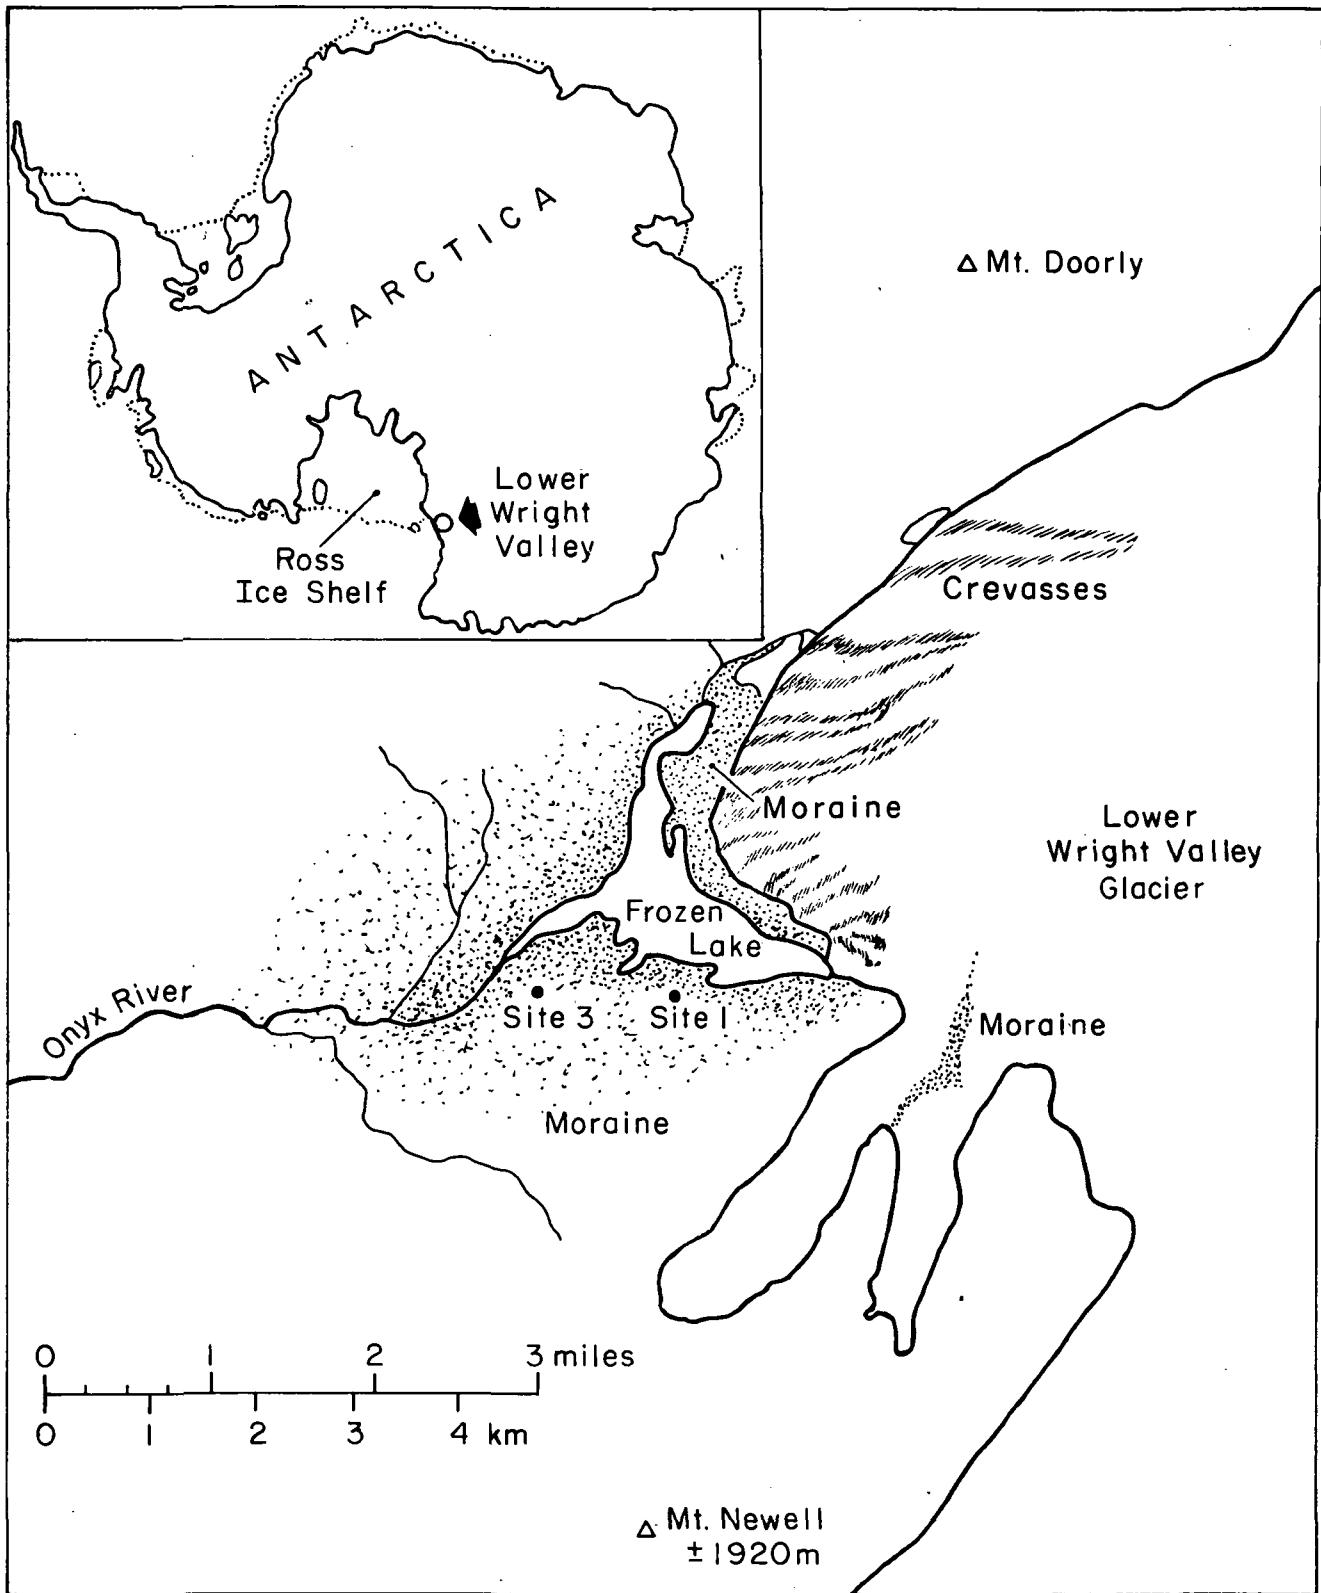 ANTARCTICA
Lower
Wright
Valley
Ross
Ice Shelf
Mt. Doorly
Crevasses
Moraine
Lower
Wright Valley
Glacier
Frozen
Lake
Onyx River
Site 3
Site 1
Moraine
Moraine
0 1 2 3 miles
0 1 2 3 4 km
Mt. Newell
±1920m